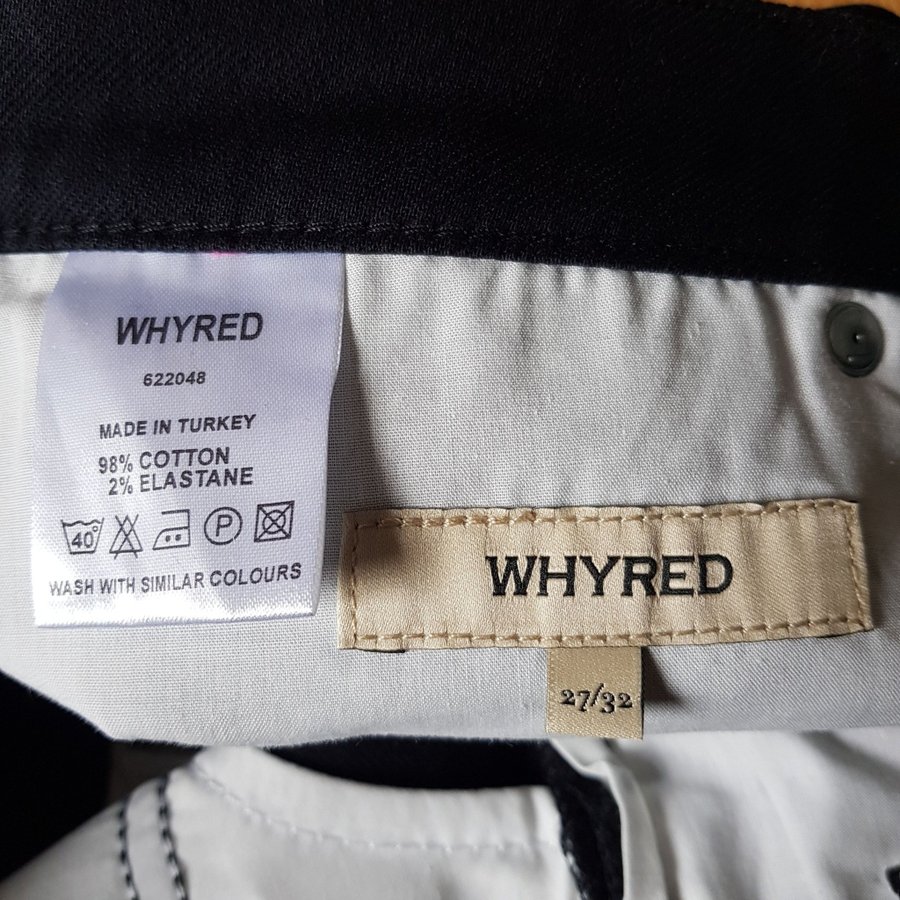 WHYRED
622048
MADE IN TURKEY
98% COTTON
2% ELASTANE
40° P
WASH WITH SIMILAR COLOURS
WHYRED
27/32